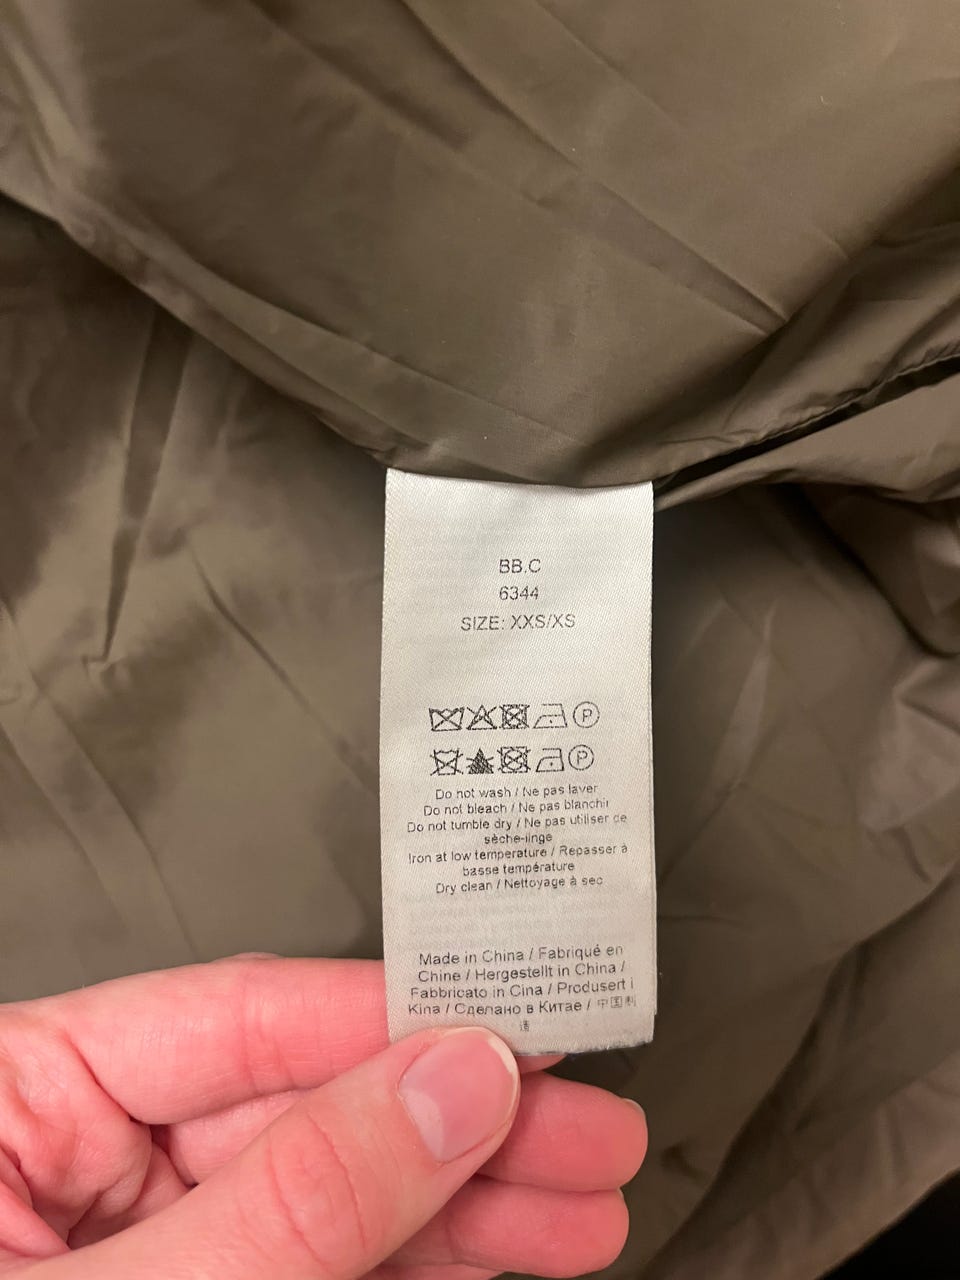 BB.C
6344
SIZE: XXS/XS
P
P
Do not wash / Ne pas laver
Do not bleach / Ne pas blanchir
Do not tumble dry / Ne pas utiliser de
sèche-linge
Iron at low temperature / Repasser à
basse température
Dry clean / Nettoyage à sec
Made in China / Fabriqué en
Chine / Hergestellt in China /
Fabbricato in Cina / Produsert i
Kina / Сделано в Китае / 中国制
造